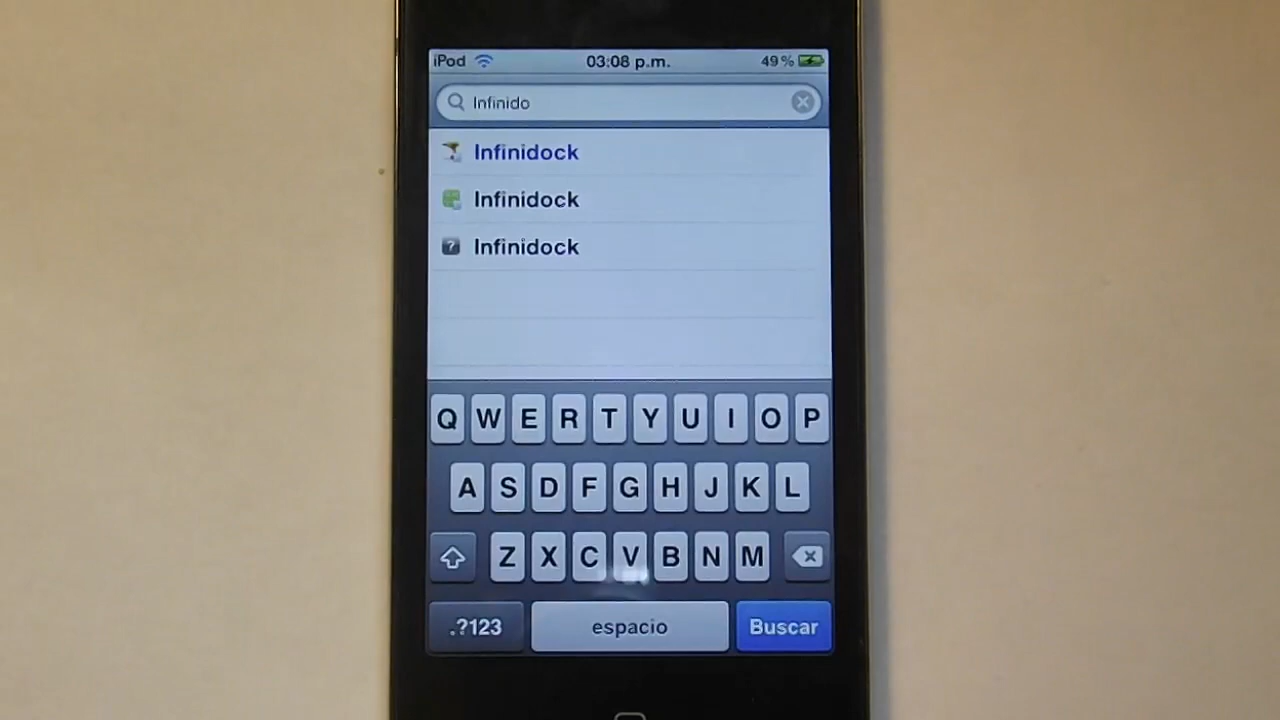 iPod 03:08 p.m. 49%
Infinido
Infinidock
Infinidock
? Infinidock
Q W E R T Y U I O P
A S D F G H J K L
Z X C V B N M
.?123 espacio Buscar